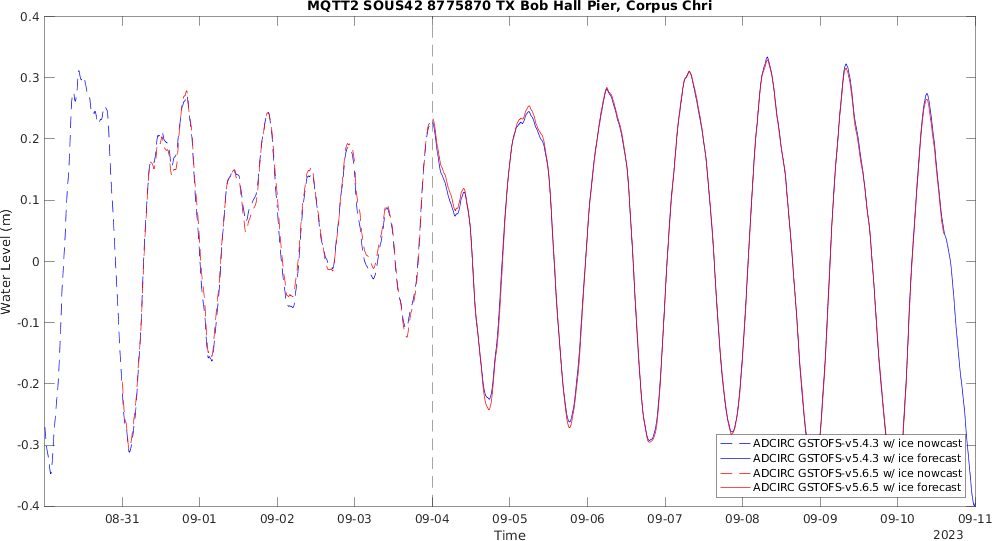 MQTT2 SOUS42 8775870 TX Bob Hall Pier, Corpus Chri
0.4
0.3
0.2
0.1
0
-0.1
-0.2
-0.3
-0.4
Water Level (m)
ADCIRC GSTOFS-v5.4.3 w/ ice nowcast
ADCIRC GSTOFS-v5.4.3 w/ ice forecast
ADCIRC GSTOFS-v5.6.5 w/ ice nowcast
ADCIRC GSTOFS-v5.6.5 w/ ice forecast
08-31 09-01 09-02 09-03 09-04 09-05 09-06 09-07 09-08 09-09 09-10 09-11
Time
2023